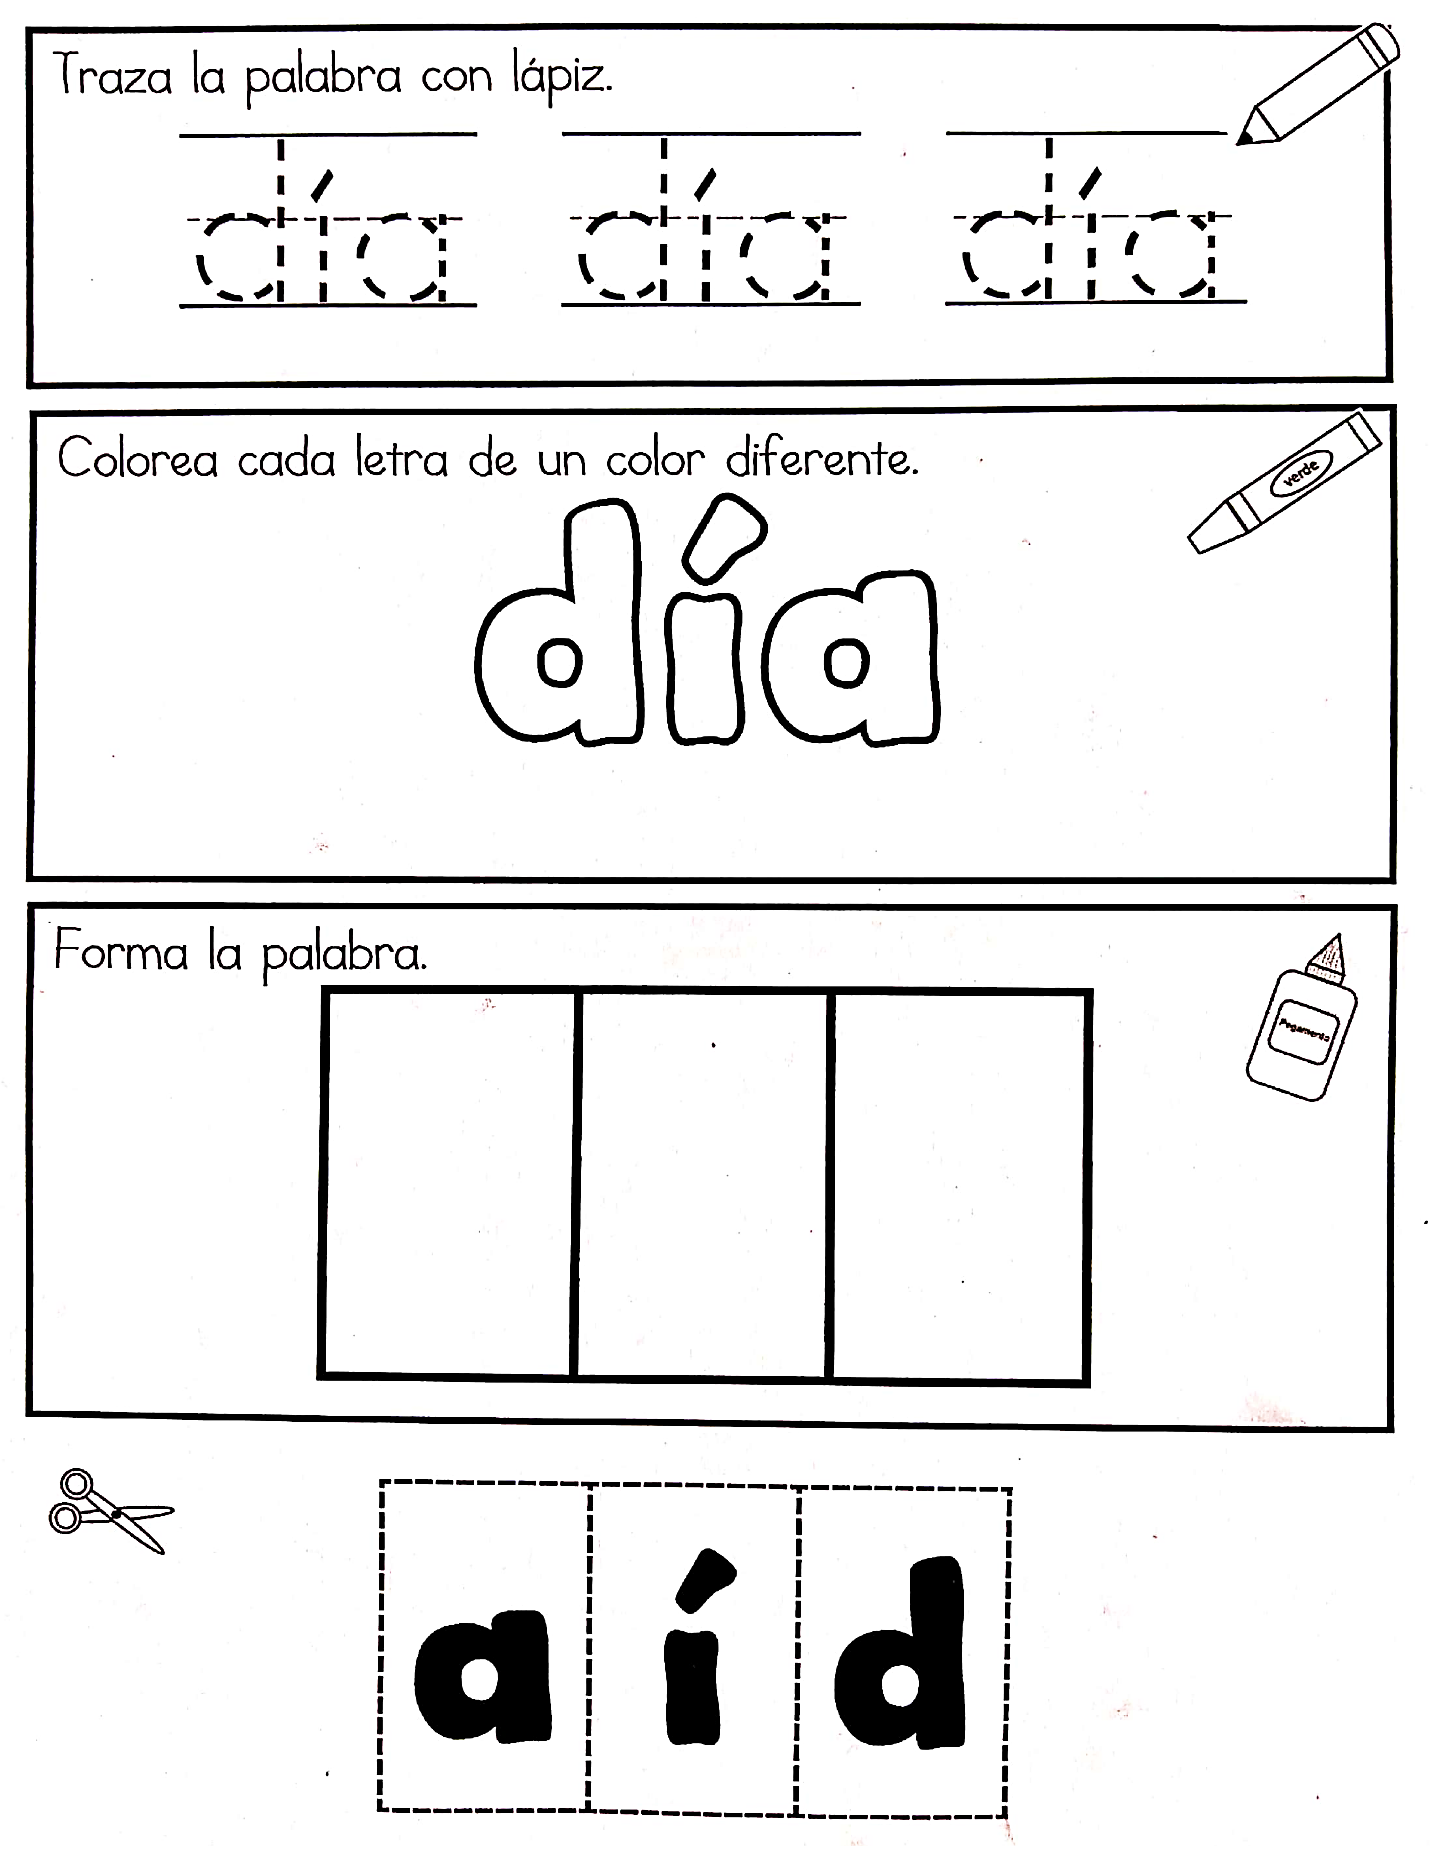 Traza la palabra con lápiz.
día día día
Colorea cada letra de un color diferente.
verde
día
Forma la palabra.
Pegamento
a í d